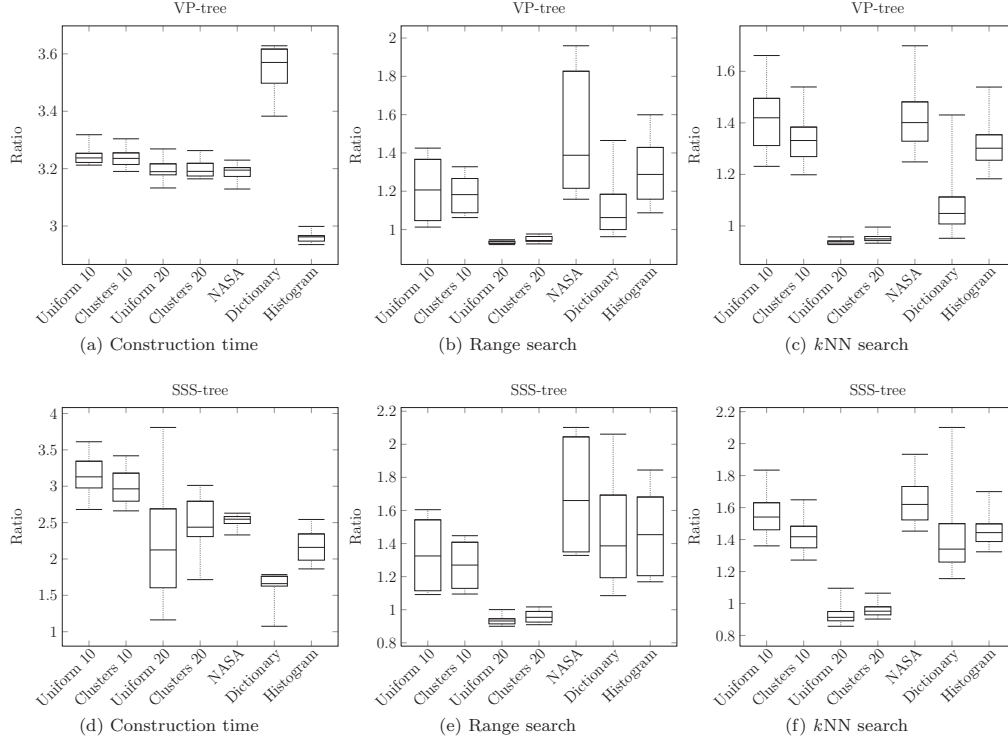 VP-tree
VP-tree
VP-tree
3.6
3.4
3.2
3
Ratio
Uniform 10
Clusters 10
Uniform 20
Clusters 20
NASA
Dictionary
Histogram
(a) Construction time
2
1.8
1.6
1.4
1.2
1
Ratio
Uniform 10
Clusters 10
Uniform 20
Clusters 20
NASA
Dictionary
Histogram
(b) Range search
1.6
1.4
1.2
1
Ratio
Uniform 10
Clusters 10
Uniform 20
Clusters 20
NASA
Dictionary
Histogram
(c) kNN search
SSS-tree
SSS-tree
SSS-tree
4
3.5
3
2.5
2
1.5
1
Ratio
Uniform 10
Clusters 10
Uniform 20
Clusters 20
NASA
Dictionary
Histogram
(d) Construction time
2.2
2
1.8
1.6
1.4
1.2
1
0.8
Ratio
Uniform 10
Clusters 10
Uniform 20
Clusters 20
NASA
Dictionary
Histogram
(e) Range search
2.2
2
1.8
1.6
1.4
1.2
1
0.8
Ratio
Uniform 10
Clusters 10
Uniform 20
Clusters 20
NASA
Dictionary
Histogram
(f) kNN search